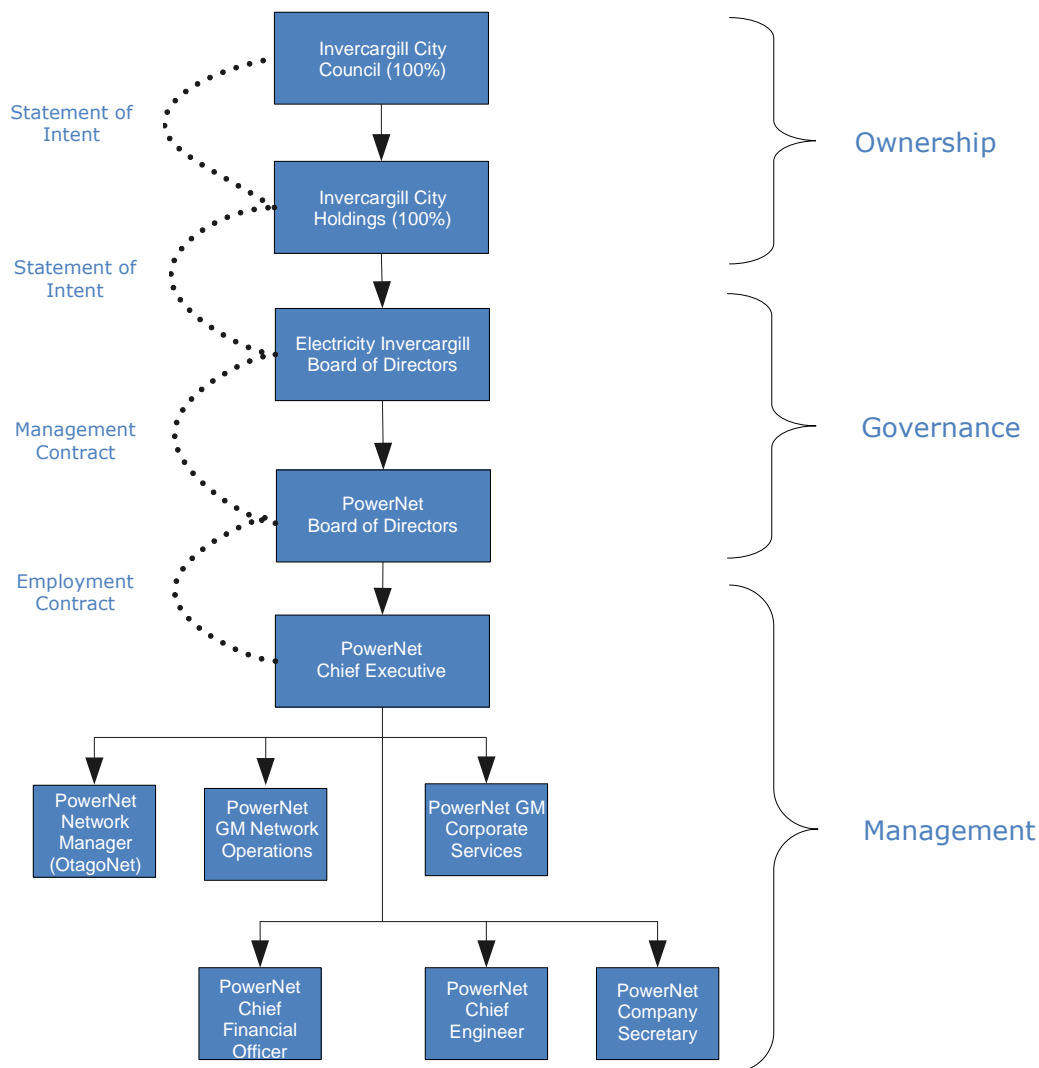 Invercargill City
Council (100%)
Statement of
Intent
Ownership
Invercargill City
Holdings (100%)
Statement of
Intent
Electricity Invercargill
Board of Directors
Management
Contract
Governance
PowerNet
Board of Directors
Employment
Contract
PowerNet
Chief Executive
PowerNet
Network
Manager
(OtagoNet)
PowerNet
GM Network
Operations
PowerNet GM
Corporate
Services
Management
PowerNet
Chief
Financial
Officer
PowerNet
Chief
Engineer
PowerNet
Company
Secretary